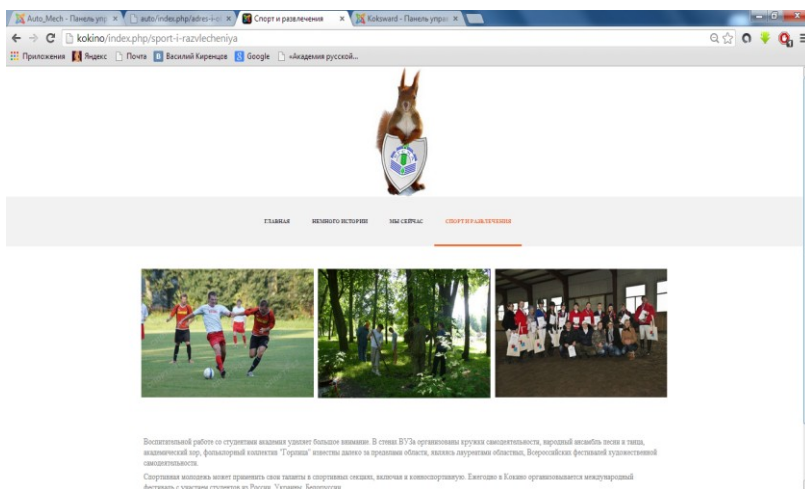 Auto_Mech - Панель упр
auto/index.php/adres-i-o
Спорт и развлечения
Koksward - Панель управ
kokino/index.php/sport-i-razvlecheniya
Приложения Яндекс Почта Василий Киренцев Google «Академия русской...
ГЛАВНАЯ НЕМНОГО ИСТОРИИ МЫ СЕЙЧАС СПОРТ И РАЗВЛЕЧЕНИЯ
Воспитательной работе со студентами академия уделяет большое внимание. В стенах ВУЗа организованы кружки самодеятельности, народный ансамбль песни и танца,
академический хор, фольклорный коллектив "Горлица" известны далеко за пределами области, являясь лауреатами областных, Всероссийских фестивалей художественной
самодеятельности.
Спортивная молодежь может применить свои таланты в спортивных секциях, включая и конноспортивную. Ежегодно в Кокино организовывается международный
фестиваль с участием студентов из России, Украины, Белоруссии.